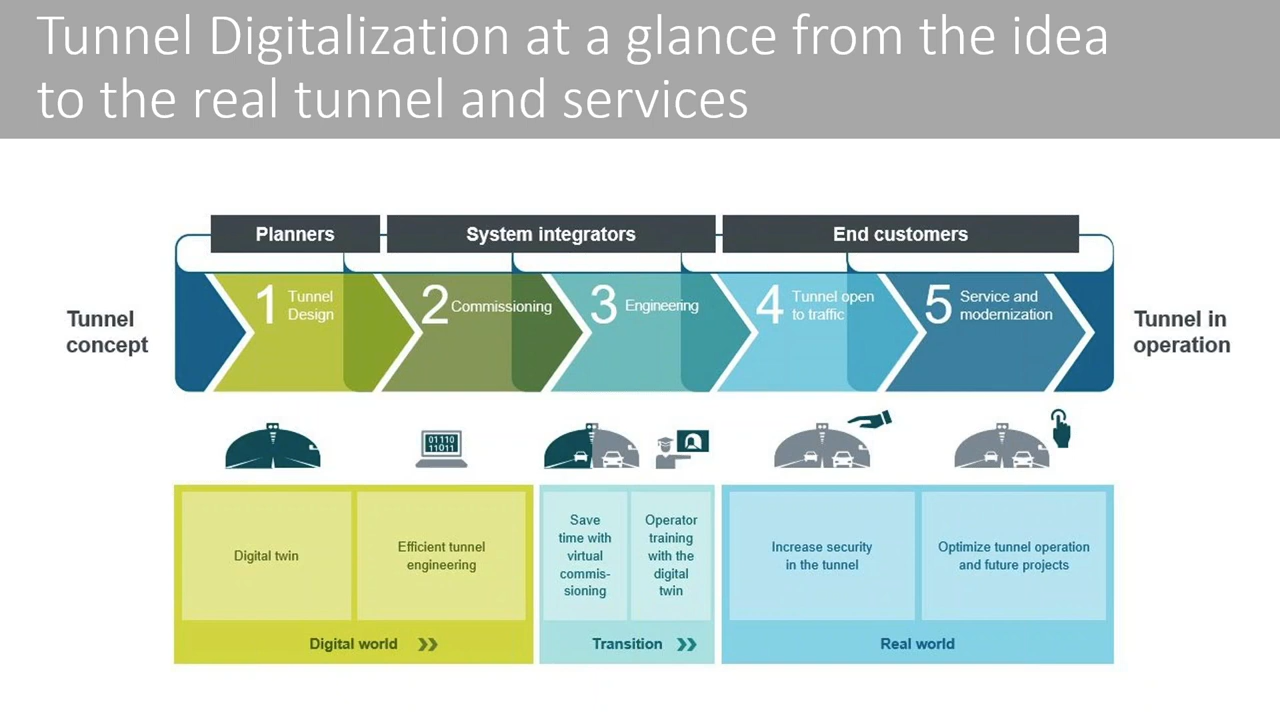 Tunnel Digitalization at a glance from the idea
to the real tunnel and services
Planners
System integrators
End customers
Tunnel
concept
1
Tunnel
Design
2
Commissioning
3
Engineering
4
Tunnel open
to traffic
5
Service and
modernization
Tunnel in
operation
01110
11011
Digital twin
Efficient tunnel
engineering
Save
time with
virtual
commis-
sioning
Operator
training
with the
digital
twin
Increase security
in the tunnel
Optimize tunnel operation
and future projects
Digital world
Transition
Real world